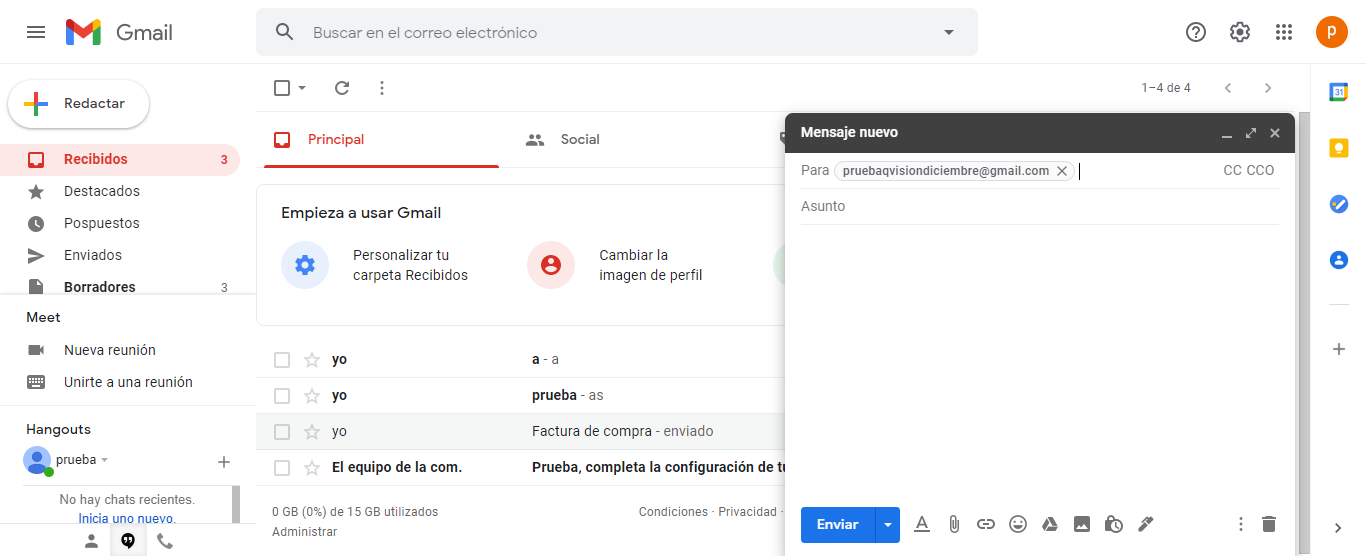 Gmail
Buscar en el correo electrónico
p
Redactar
1–4 de 4
31
Principal
Social
Mensaje nuevo
Recibidos 3
Destacados
Pospuestos
Enviados
Borradores 3
Para pruebaqvisiondiciembre@gmail.com CC CCO
Asunto
Empieza a usar Gmail
Personalizar tu
carpeta Recibidos
Cambiar la
imagen de perfil
Meet
Nueva reunión
Unirte a una reunión
Hangouts
prueba
No hay chats recientes.
Inicia uno nuevo.
yo a - a
yo prueba - as
yo Factura de compra - enviado
El equipo de la com. Prueba, completa la configuración de tu
0 GB (0%) de 15 GB utilizados
Administrar
Condiciones · Privacidad ·
Enviar